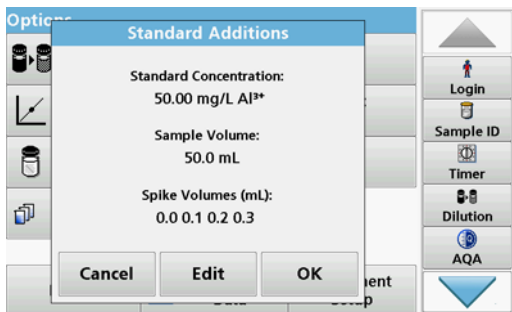 Options
Standard Additions
Standard Concentration:
50.00 mg/L Al³⁺
Sample Volume:
50.0 mL
Spike Volumes (mL):
0.0 0.1 0.2 0.3
Cancel
Edit
OK
Login
Sample ID
Timer
Dilution
AQA